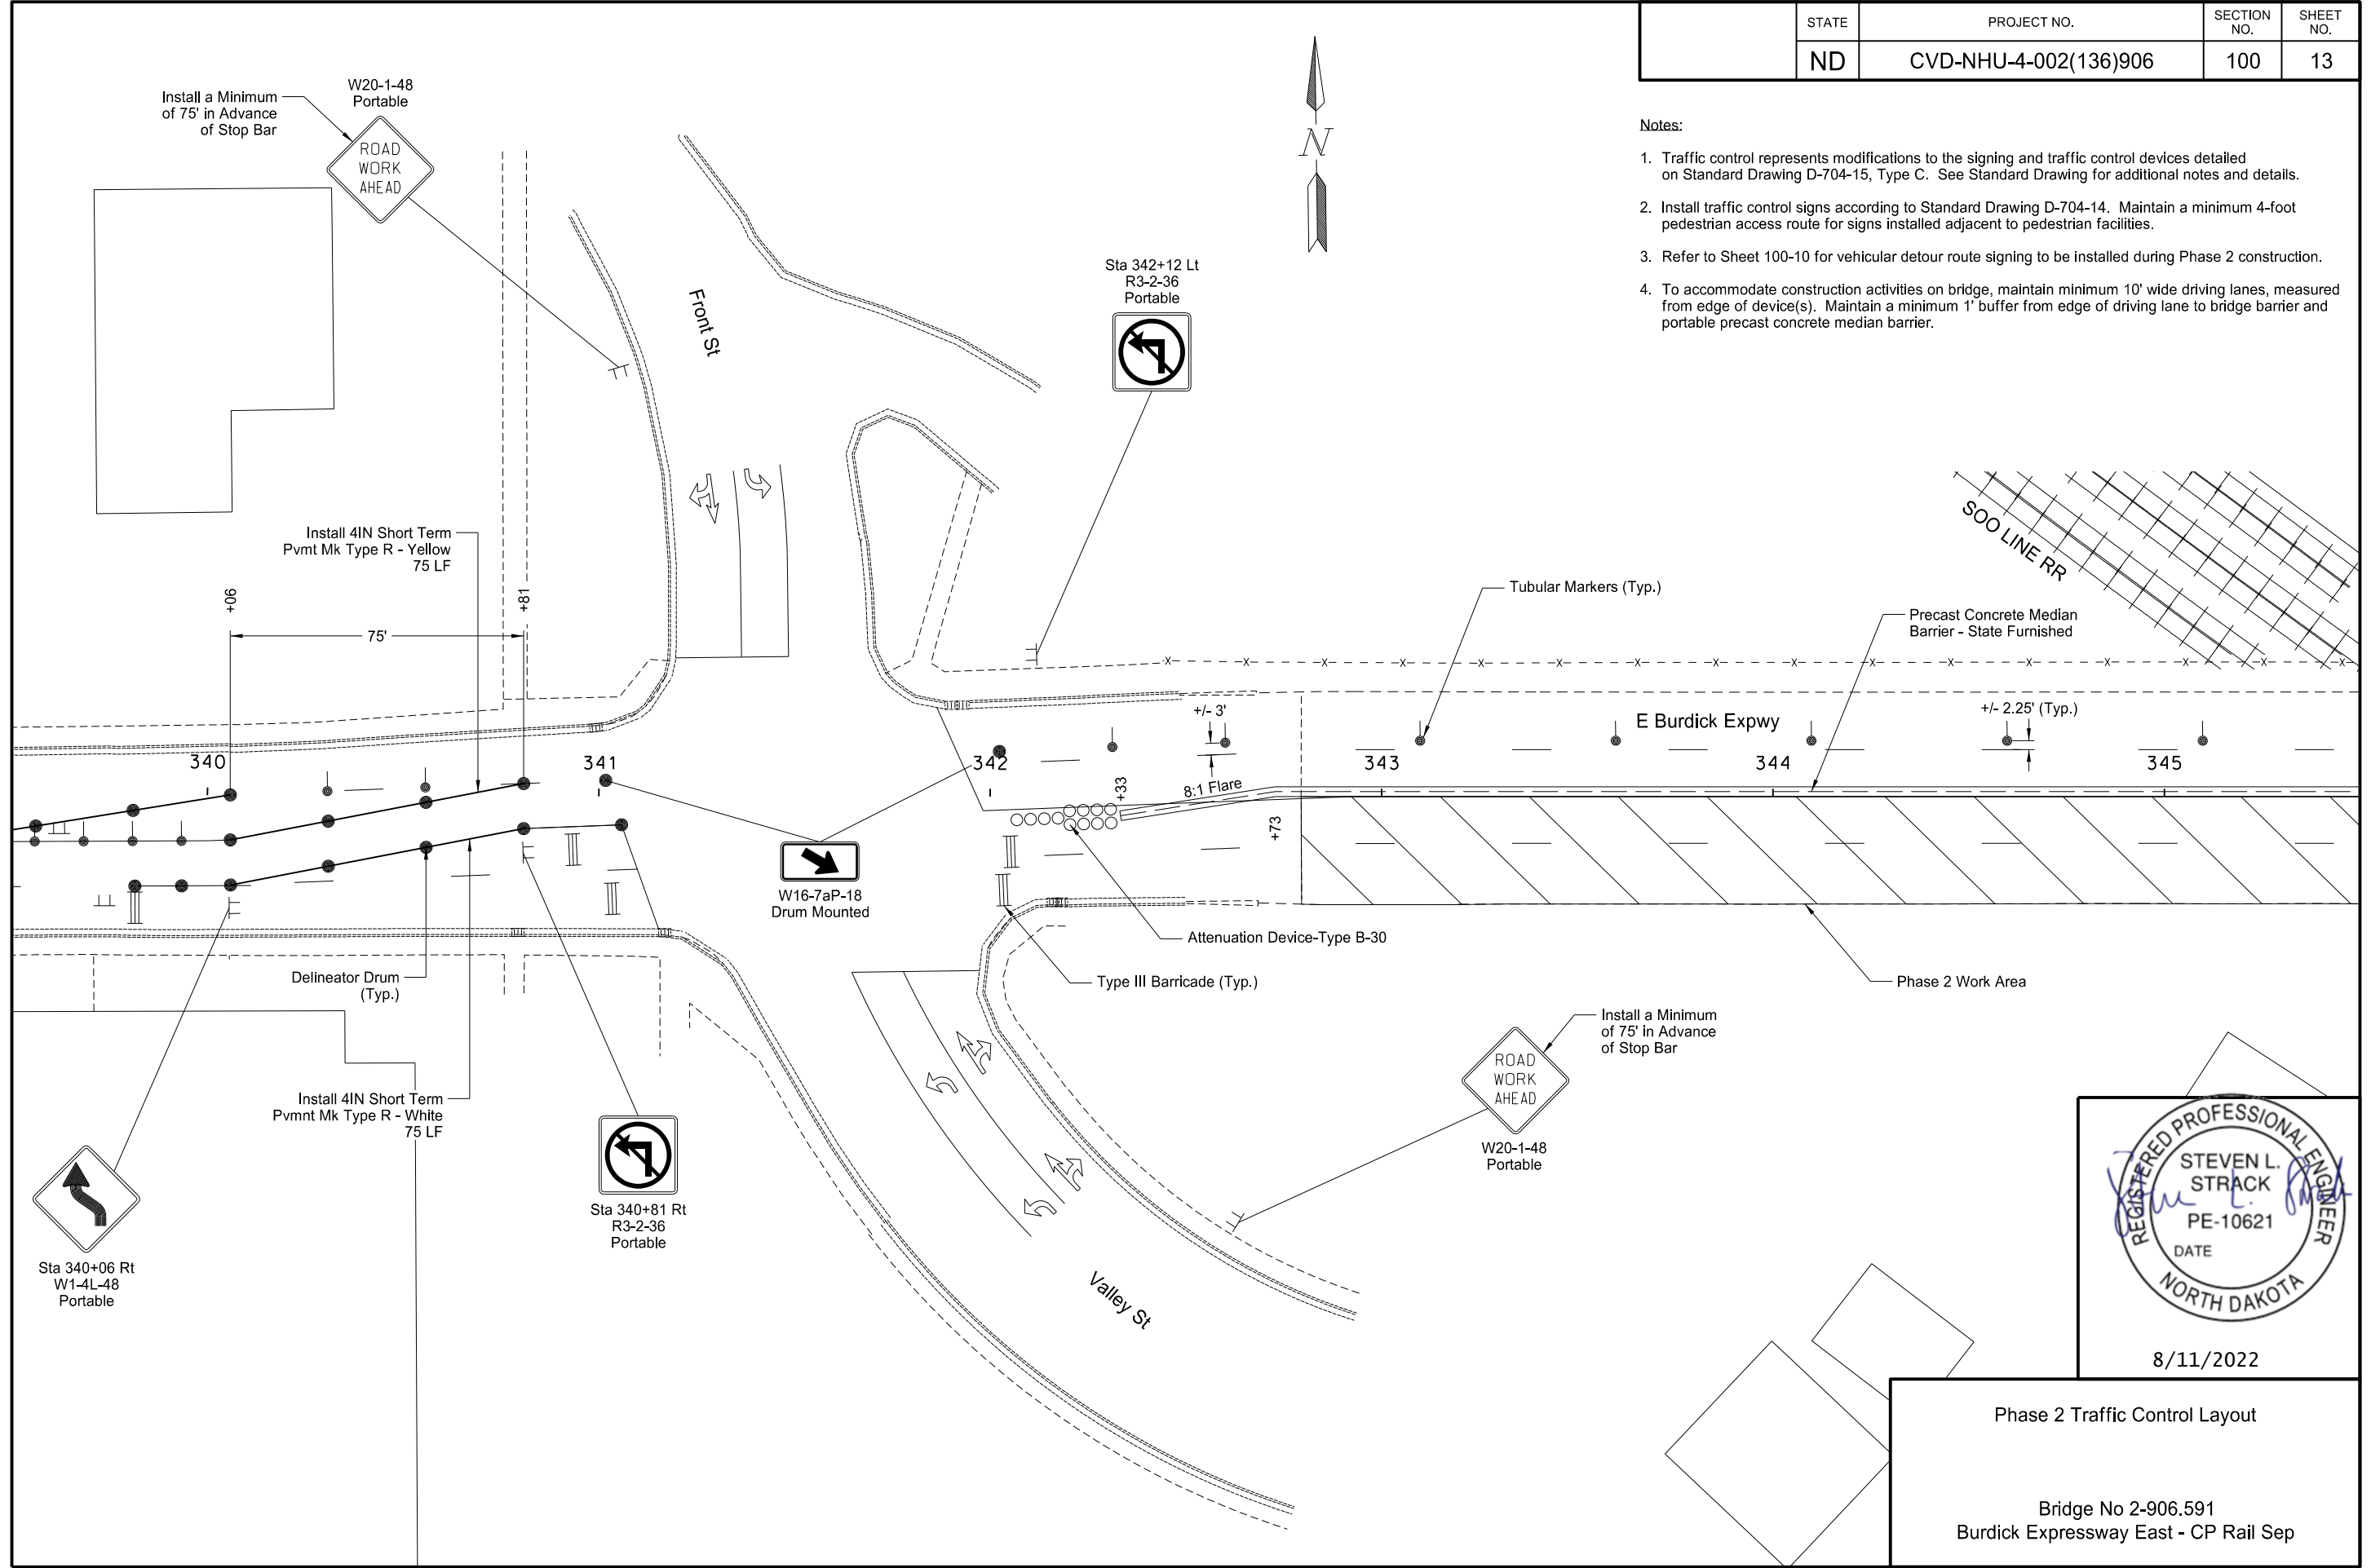 STATE
PROJECT NO.
SECTION
NO.
SHEET
NO.
ND
CVD-NHU-4-002(136)906
100
13
Notes:
1. Traffic control represents modifications to the signing and traffic control devices detailed
on Standard Drawing D-704-15, Type C. See Standard Drawing for additional notes and details.
2. Install traffic control signs according to Standard Drawing D-704-14. Maintain a minimum 4-foot
pedestrian access route for signs installed adjacent to pedestrian facilities.
3. Refer to Sheet 100-10 for vehicular detour route signing to be installed during Phase 2 construction.
4. To accommodate construction activities on bridge, maintain minimum 10' wide driving lanes, measured
from edge of device(s). Maintain a minimum 1' buffer from edge of driving lane to bridge barrier and
portable precast concrete median barrier.
Install a Minimum
of 75' in Advance
of Stop Bar
W20-1-48
Portable
ROAD
WORK
AHEAD
N
Front St
Sta 342+12 Lt
R3-2-36
Portable
Install 4IN Short Term
Pvmt Mk Type R - Yellow
75 LF
+06
75'
+81
SOO LINE RR
Tubular Markers (Typ.)
Precast Concrete Median
Barrier - State Furnished
+/- 3'
E Burdick Expwy
+/- 2.25' (Typ.)
340
341
342
343
344
345
+33
8:1 Flare
+73
W16-7aP-18
Drum Mounted
Attenuation Device-Type B-30
Type III Barricade (Typ.)
Phase 2 Work Area
Delineator Drum
(Typ.)
Install a Minimum
of 75' in Advance
of Stop Bar
ROAD
WORK
AHEAD
W20-1-48
Portable
Install 4IN Short Term
Pvmnt Mk Type R - White
75 LF
Sta 340+81 Rt
R3-2-36
Portable
Sta 340+06 Rt
W1-4L-48
Portable
Valley St
REGISTERED PROFESSIONAL ENGINEER
STEVEN L.
STRACK
PE-10621
DATE
NORTH DAKOTA
8/11/2022
Phase 2 Traffic Control Layout
Bridge No 2-906.591
Burdick Expressway East - CP Rail Sep